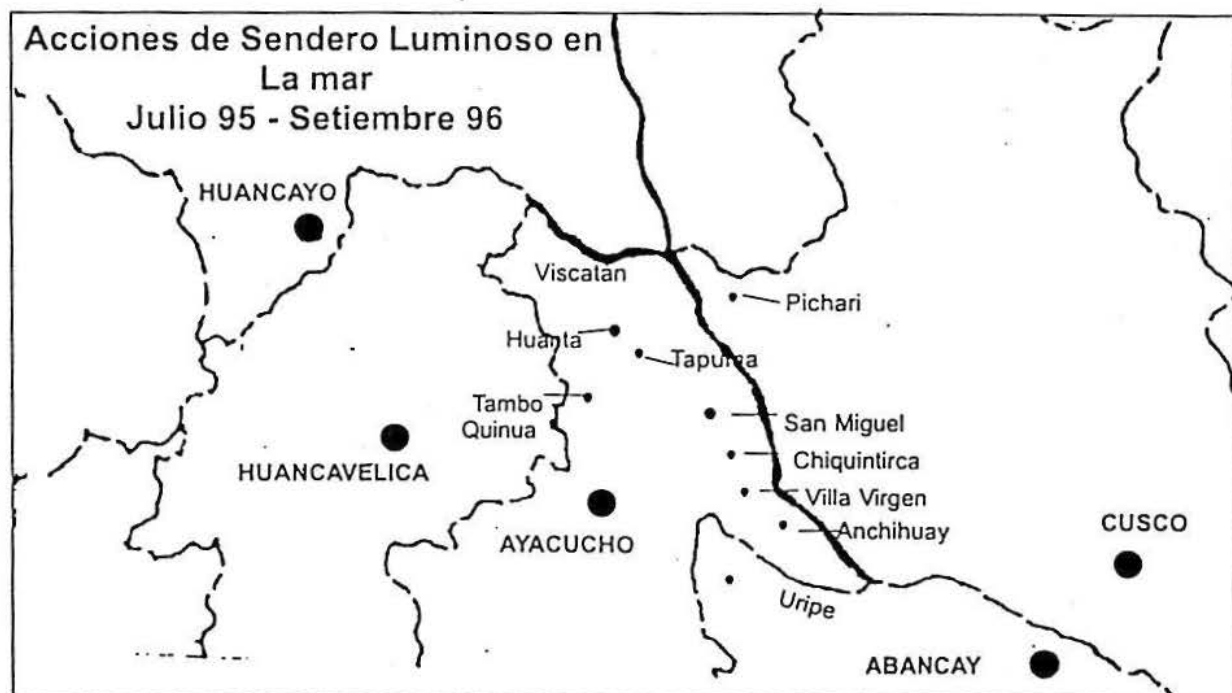 Acciones de Sendero Luminoso en
La mar
Julio 95 - Setiembre 96
HUANCAYO
Viscatan
Pichari
Huanta
Tapuma
Tambo
Quinua
San Miguel
Chiquintirca
HUANCAVELICA
Villa Virgen
AYACUCHO
Anchihuay
CUSCO
Uripe
ABANCAY